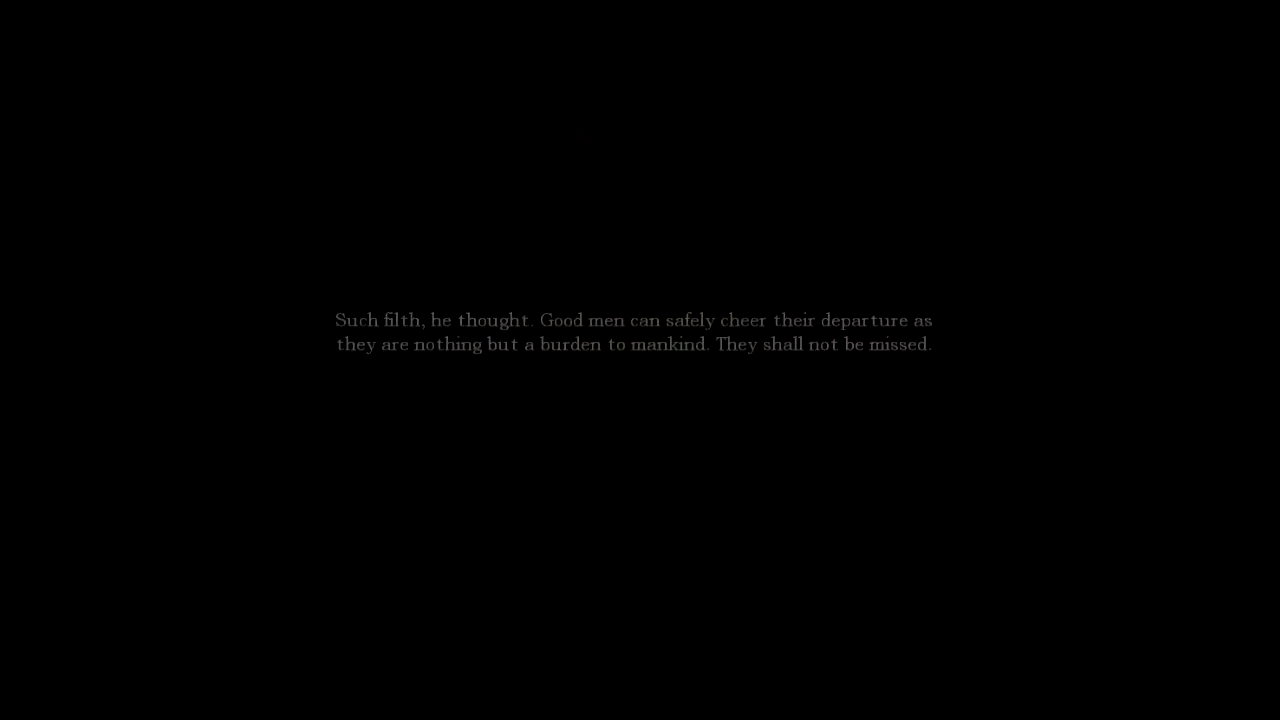 Such filth, he thought. Good men can safely cheer their departure as
they are nothing but a burden to mankind. They shall not be missed.